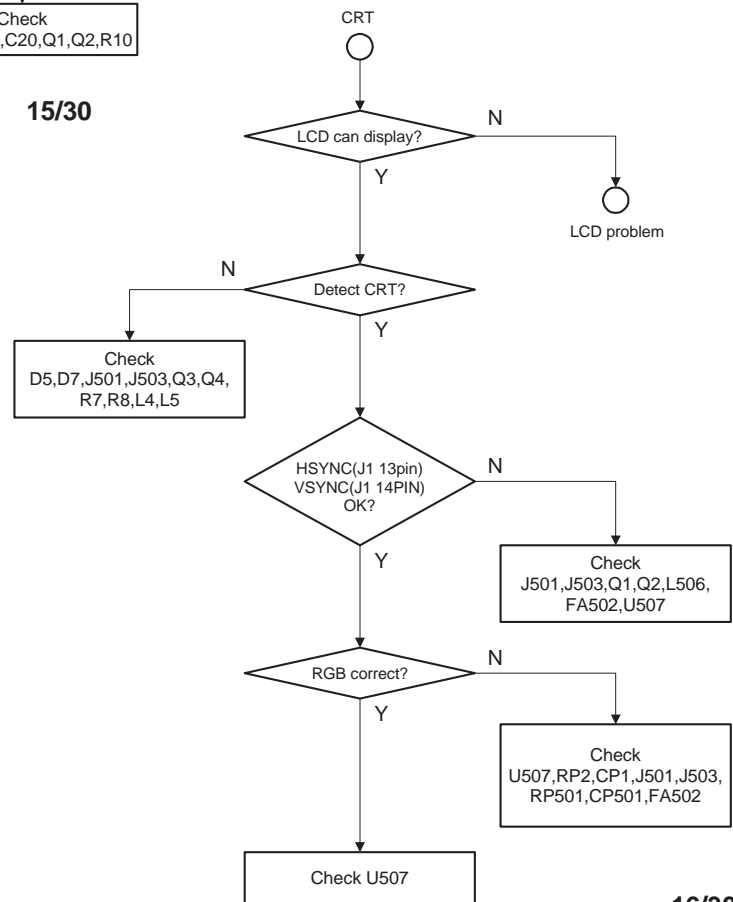 Check
,C20,Q1,Q2,R10
15/30
CRT
LCD can display?
N
Y
LCD problem
Detect CRT?
N
Y
Check
D5,D7,J501,J503,Q3,Q4,
R7,R8,L4,L5
HSYNC(J1 13pin)
VSYNC(J1 14PIN)
OK?
N
Y
Check
J501,J503,Q1,Q2,L506,
FA502,U507
RGB correct?
N
Y
Check
U507,RP2,CP1,J501,J503,
RP501,CP501,FA502
Check U507